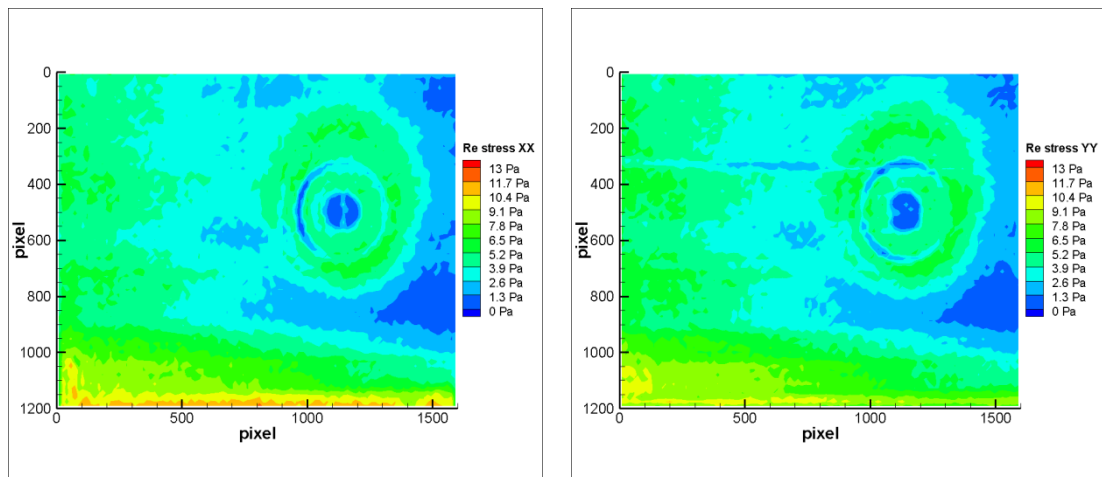 0
200
400
600
800
1000
1200
pixel
0
500
1000
1500
pixel
Re stress XX
13 Pa
11.7 Pa
10.4 Pa
9.1 Pa
7.8 Pa
6.5 Pa
5.2 Pa
3.9 Pa
2.6 Pa
1.3 Pa
0 Pa
0
200
400
600
800
1000
1200
pixel
0
500
1000
1500
pixel
Re stress YY
13 Pa
11.7 Pa
10.4 Pa
9.1 Pa
7.8 Pa
6.5 Pa
5.2 Pa
3.9 Pa
2.6 Pa
1.3 Pa
0 Pa